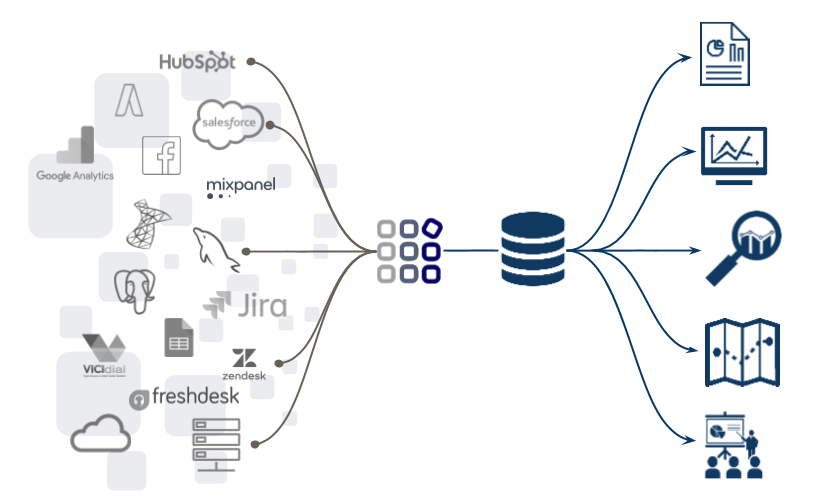 HubSpot
salesforce
Google Analytics
mixpanel
Jira
VICIdial
zendesk
freshdesk